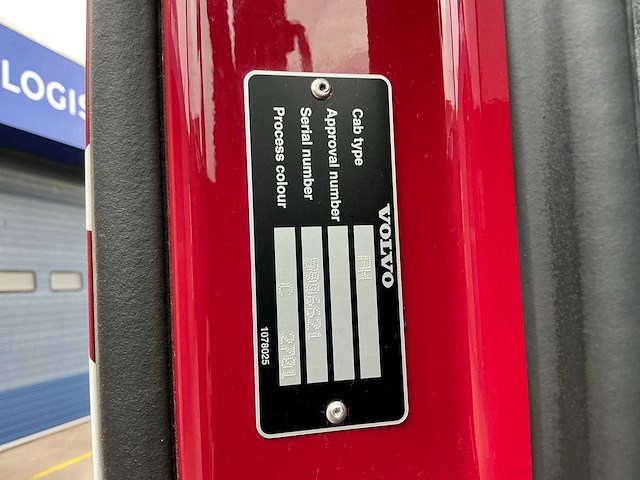 LOGIS
VOLVO
Cab type FH
Approval number
Serial number
Process colour C 2701
1078025